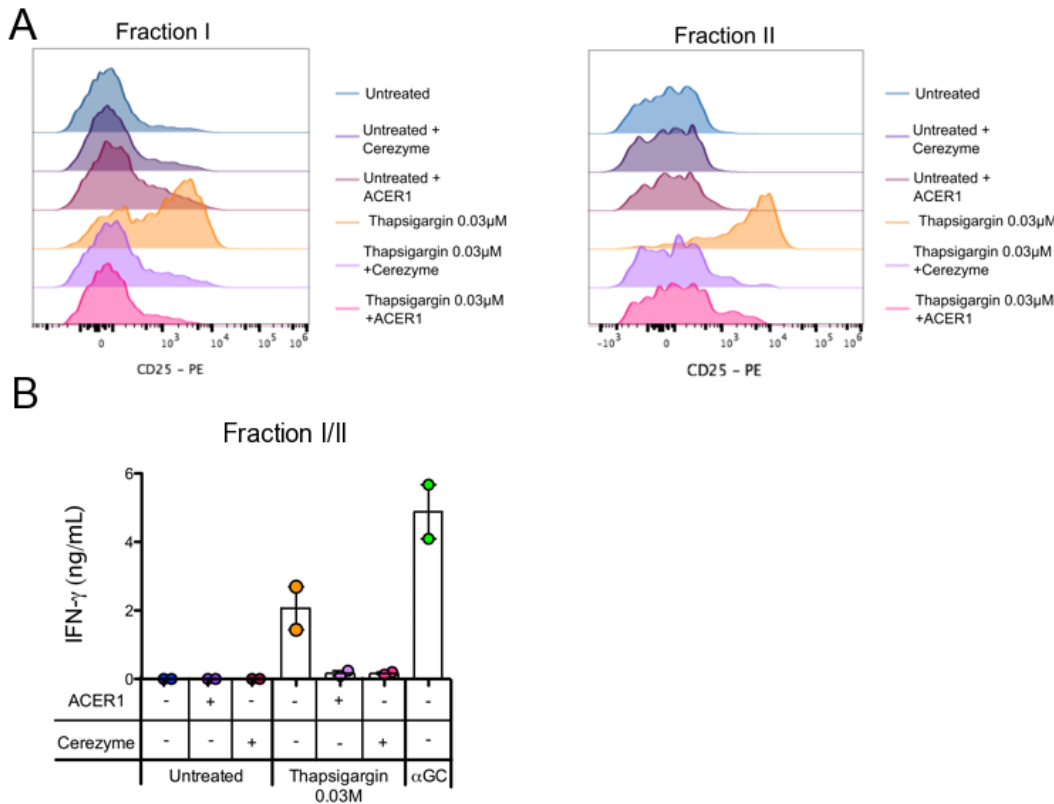 A
Fraction I
Untreated
Untreated +
Cerezyme
Untreated +
ACER1
Thapsigargin 0.03µM
Thapsigargin 0.03µM
+Cerezyme
Thapsigargin 0.03µM
+ACER1
0 10³ 10⁴ 10⁵ 10⁶
CD25 - PE
Fraction II
Untreated
Untreated +
Cerezyme
Untreated +
ACER1
Thapsigargin 0.03µM
Thapsigargin 0.03µM
+Cerezyme
Thapsigargin 0.03µM
+ACER1
-10³ 0 10³ 10⁴ 10⁵ 10⁶
CD25 - PE
B
Fraction I/II
IFN-γ (ng/mL)
6
4
2
0
ACER1 - + - - + - -
Cerezyme - - + - - + -
Untreated Thapsigargin αGC
0.03M